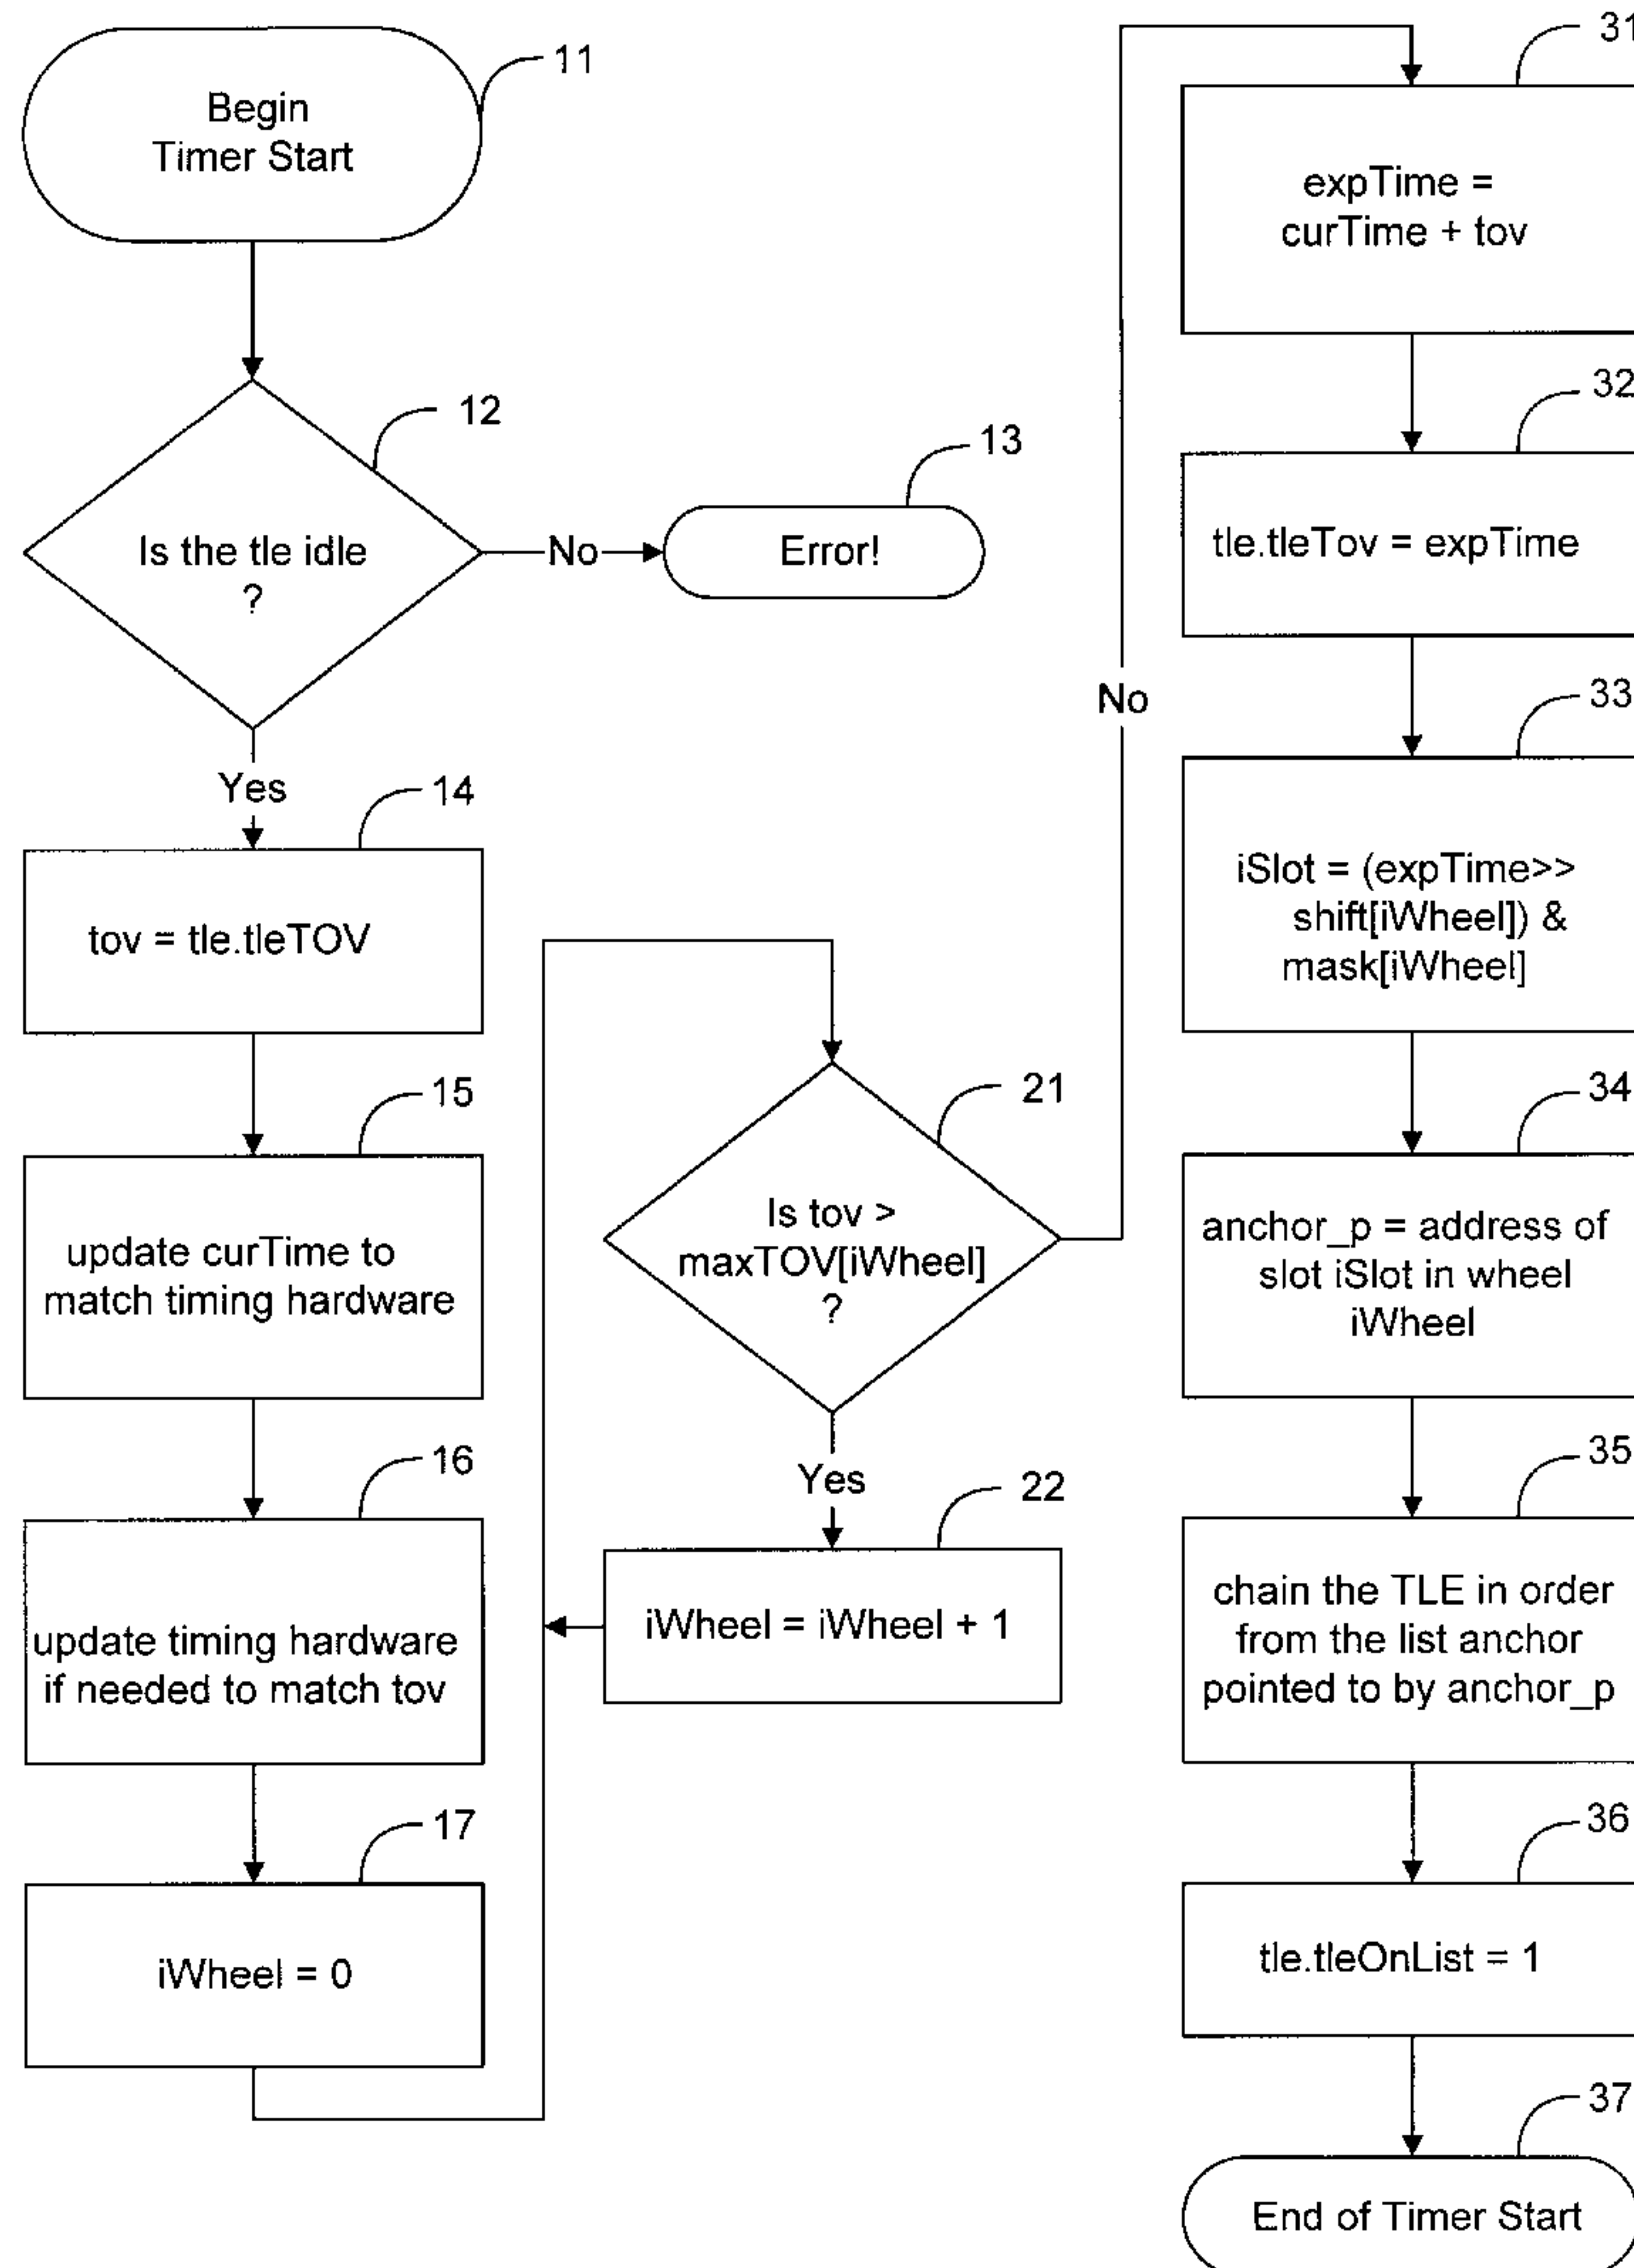 11
Begin
Timer Start
12
Is the tle idle
?
No
13
Error!
Yes
14
tov = tle.tleTOV
15
update curTime to
match timing hardware
16
update timing hardware
if needed to match tov
17
iWheel = 0
21
Is tov >
maxTOV[iWheel]
?
Yes
22
iWheel = iWheel + 1
No
31
expTime =
curTime + tov
32
tle.tleTov = expTime
33
iSlot = (expTime>>
shift[iWheel]) &
mask[iWheel]
34
anchor_p = address of
slot iSlot in wheel
iWheel
35
chain the TLE in order
from the list anchor
pointed to by anchor_p
36
tle.tleOnList = 1
37
End of Timer Start